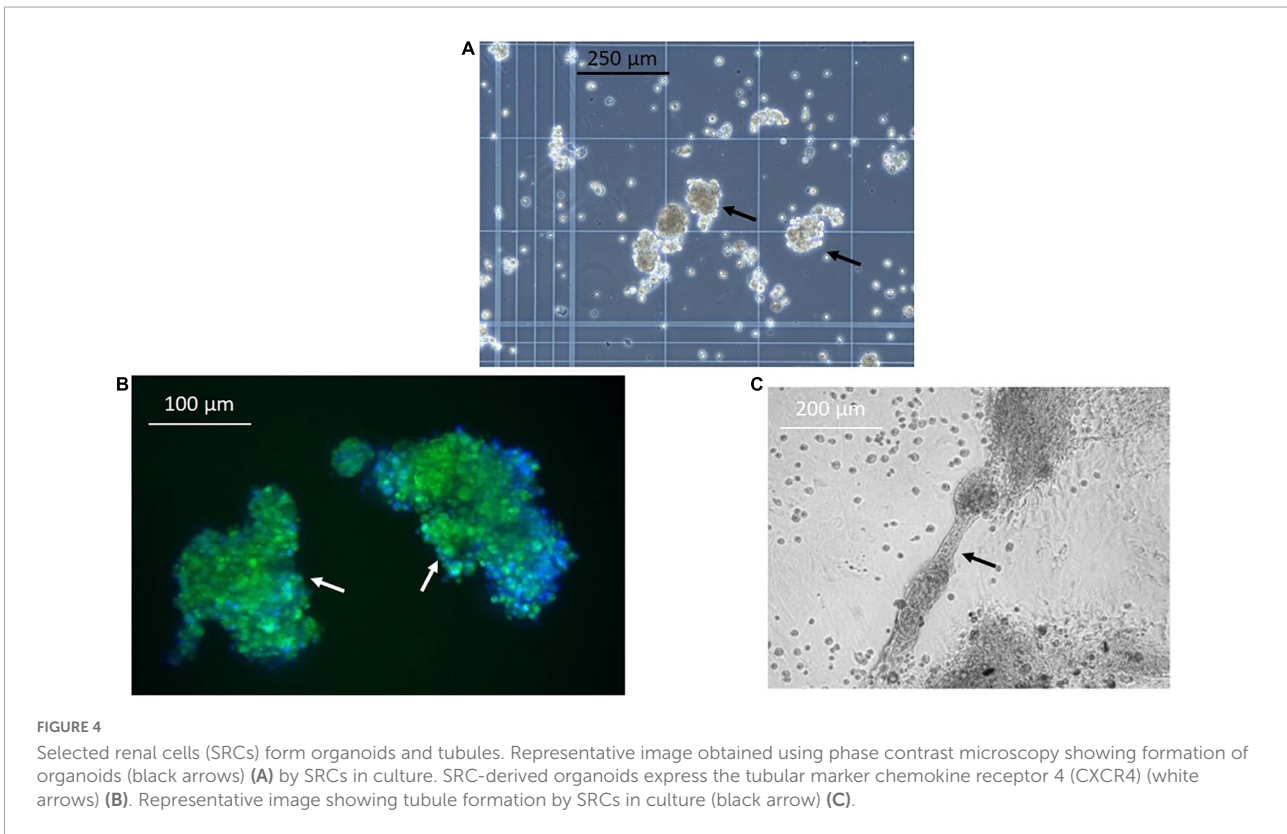 A
250 µm
B
100 µm
C
200 µm
FIGURE 4
Selected renal cells (SRCs) form organoids and tubules. Representative image obtained using phase contrast microscopy showing formation of
organoids (black arrows) (A) by SRCs in culture. SRC-derived organoids express the tubular marker chemokine receptor 4 (CXCR4) (white
arrows) (B). Representative image showing tubule formation by SRCs in culture (black arrow) (C).